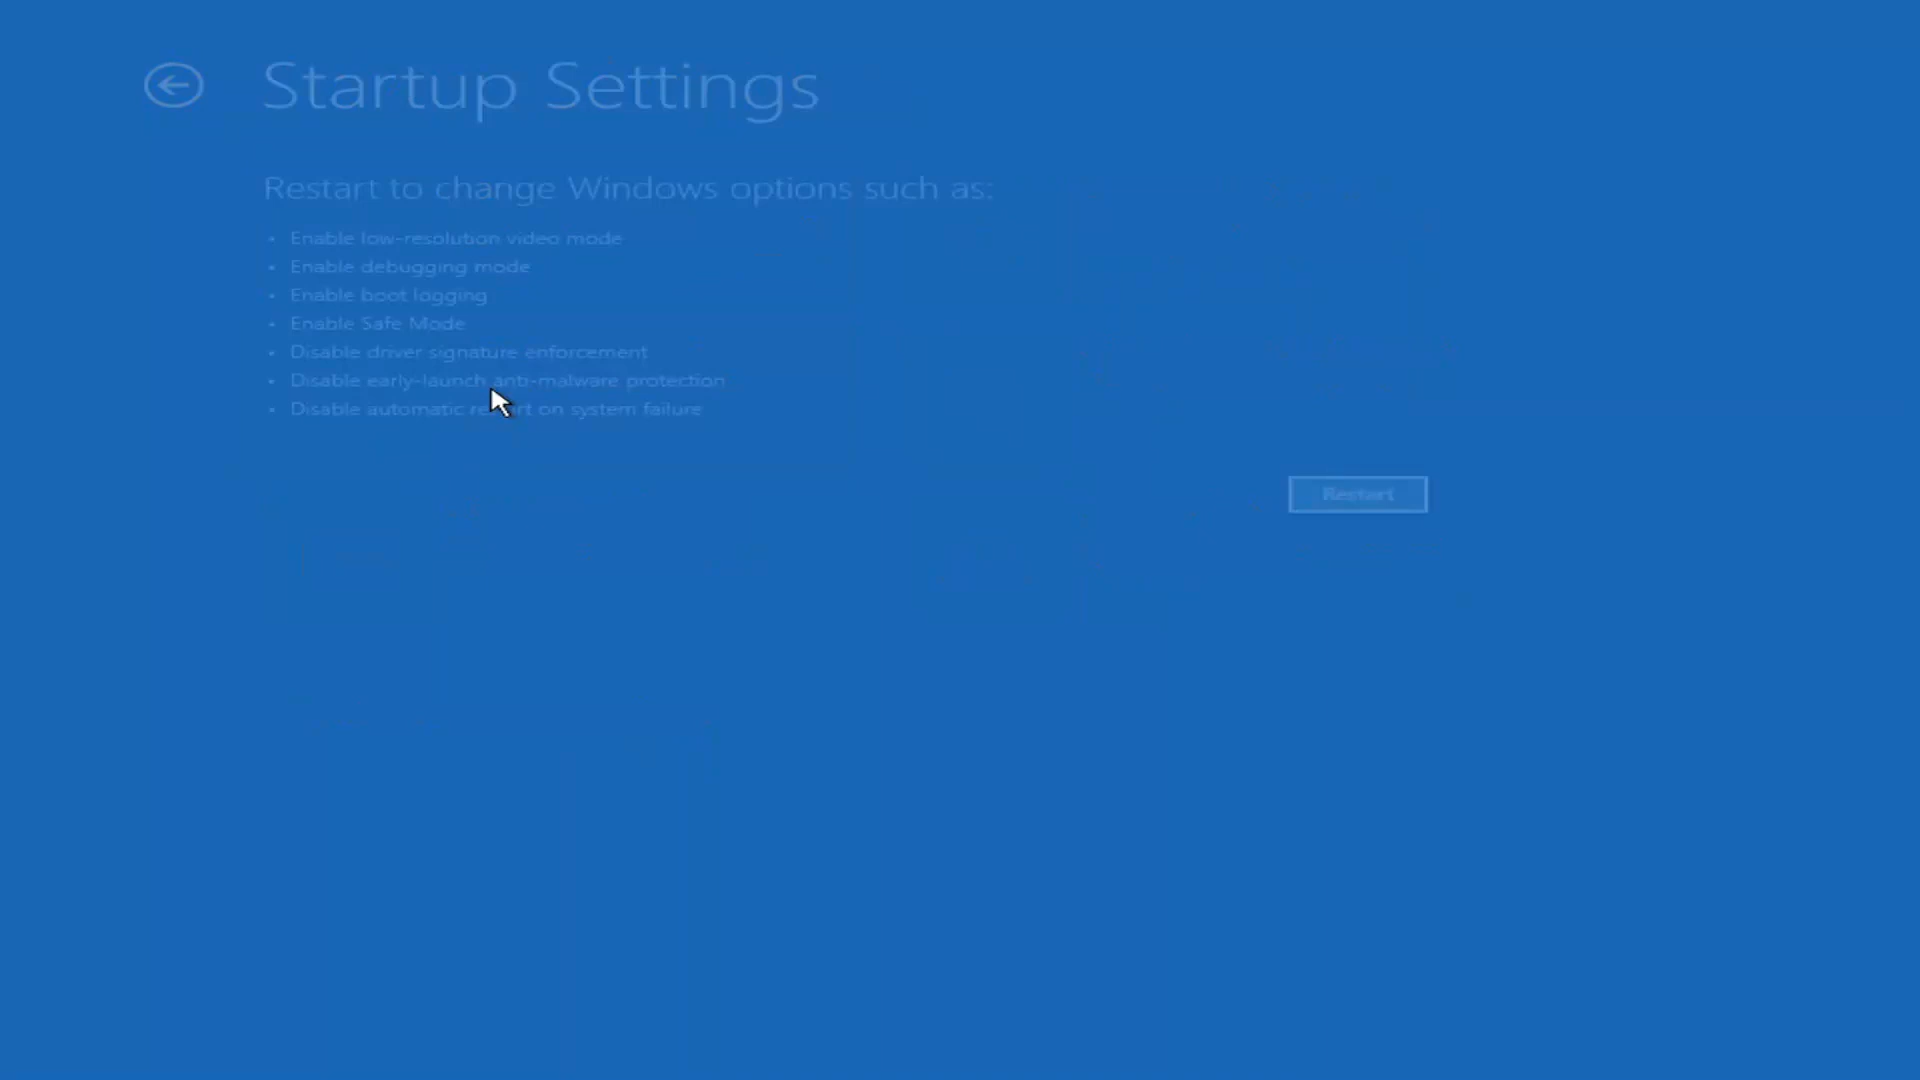 Startup Settings
Restart to change Windows options such as:
• Enable low-resolution video mode
• Enable debugging mode
• Enable boot logging
• Enable Safe Mode
• Disable driver signature enforcement
• Disable early-launch anti-malware protection
• Disable automatic restart on system failure
Restart